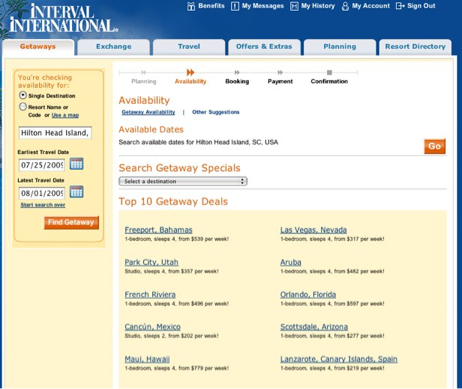 INTERVAL
INTERNATIONAL®
Benefits
My Messages
My History
My Account
Sign Out
Getaways
Exchange
Travel
Offers & Extras
Planning
Resort Directory
You're checking
availability for:
Single Destination
Resort Name or
Code or Use a map
Hilton Head Island,
Earliest Travel Date
07/25/2009
Latest Travel Date
08/01/2009
Start search over
Find Getaway
Planning
Availability
Booking
Payment
Confirmation
Availability
Getaway Availability | Other Suggestions
Available Dates
Search available dates for Hilton Head Island, SC, USA
Go
Search Getaway Specials
Select a destination
Top 10 Getaway Deals
Freeport, Bahamas
1-bedroom, sleeps 4, from $539 per week!
Las Vegas, Nevada
1-bedroom, sleeps 4, from $317 per week!
Park City, Utah
Studio, sleeps 4, from $357 per week!
Aruba
1-bedroom, sleeps 4, from $482 per week!
French Riviera
1-bedroom, sleeps 4, from $496 per week!
Orlando, Florida
1-bedroom, sleeps 4, from $597 per week!
Cancún, Mexico
Studio, sleeps 2, from $202 per week!
Scottsdale, Arizona
1-bedroom, sleeps 4, from $277 per week!
Maui, Hawaii
1-bedroom, sleeps 4, from $779 per week!
Lanzarote, Canary Islands, Spain
1-bedroom, sleeps 4, from $219 per week!